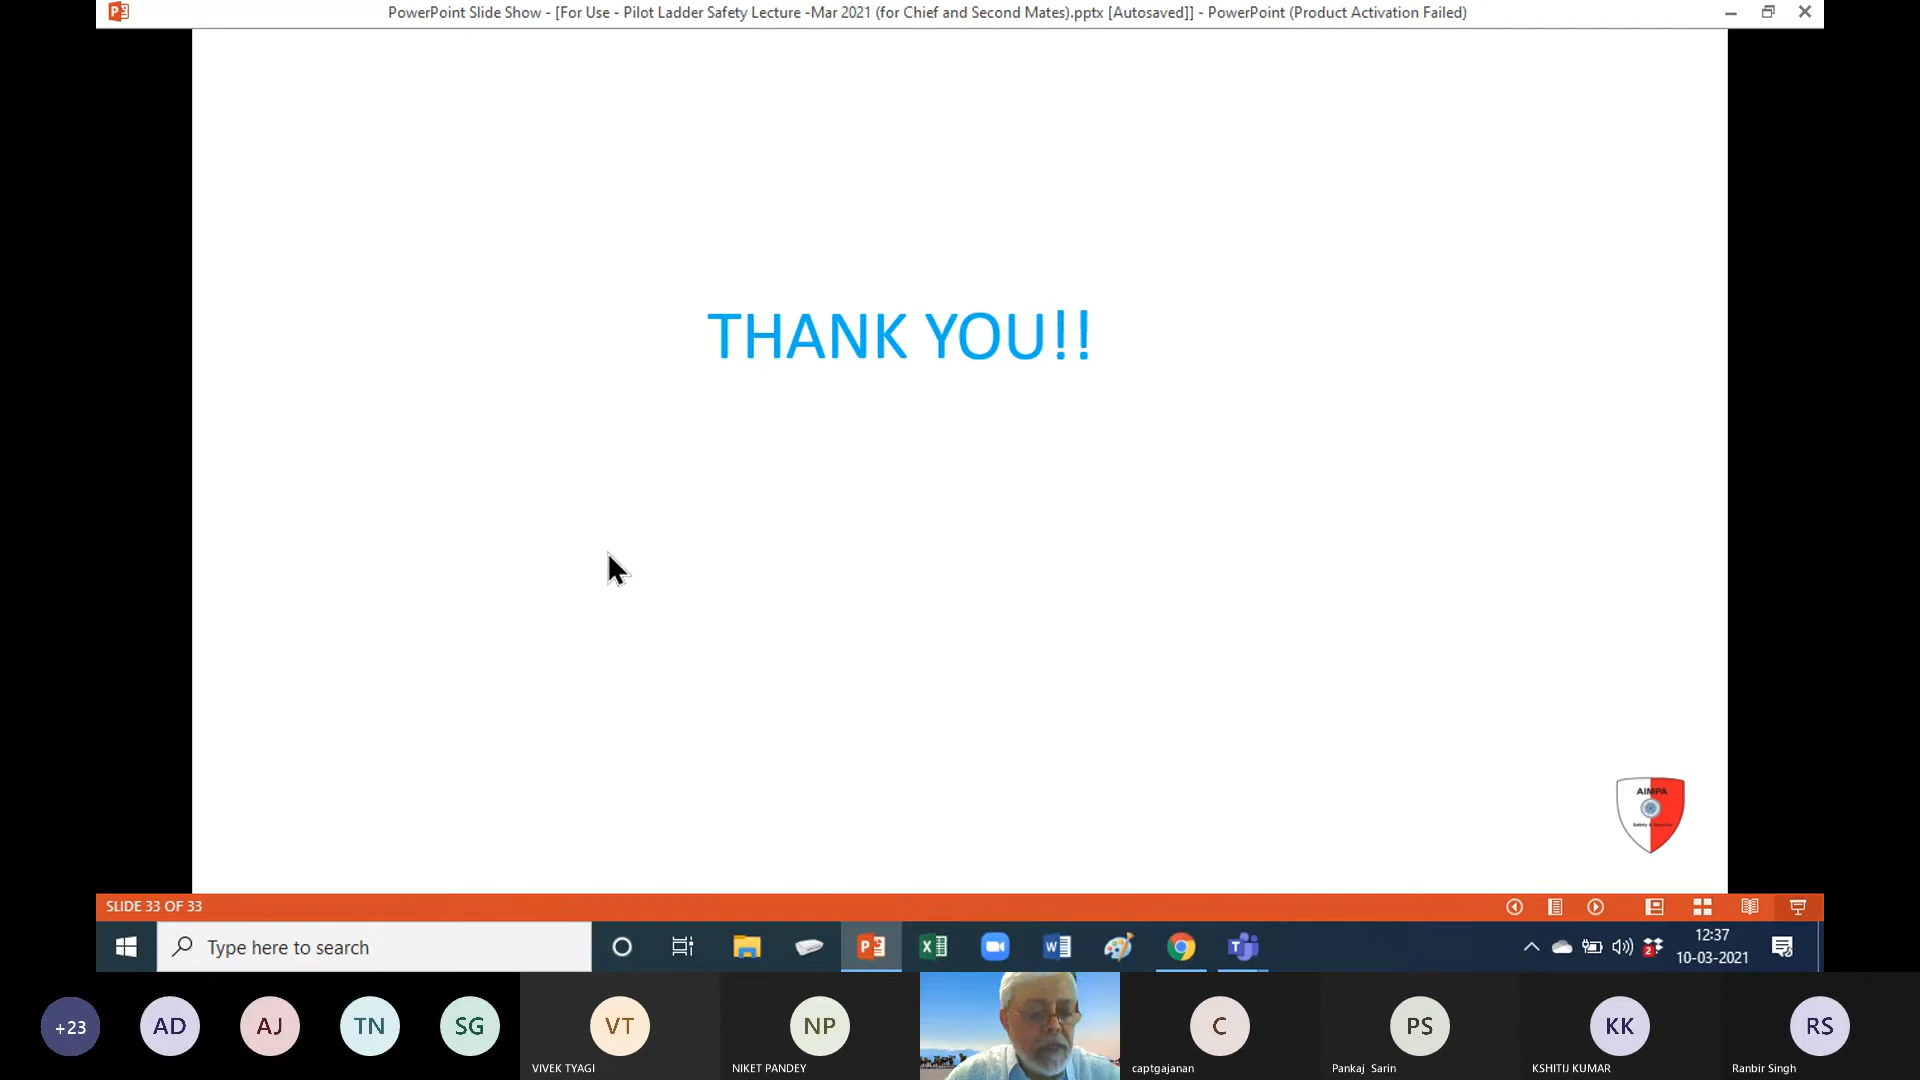 PowerPoint Slide Show - [For Use - Pilot Ladder Safety Lecture -Mar 2021 (for Chief and Second Mates).pptx [Autosaved]] - PowerPoint (Product Activation Failed)
THANK YOU!!
AIMPA
SLIDE 33 OF 33
Type here to search
12:37
10-03-2021
+23
AD
AJ
TN
SG
VT
NP
C
PS
KK
RS
VIVEK TYAGI
NIKET PANDEY
captgajanan
Pankaj Sarin
KSHITIJ KUMAR
Ranbir Singh